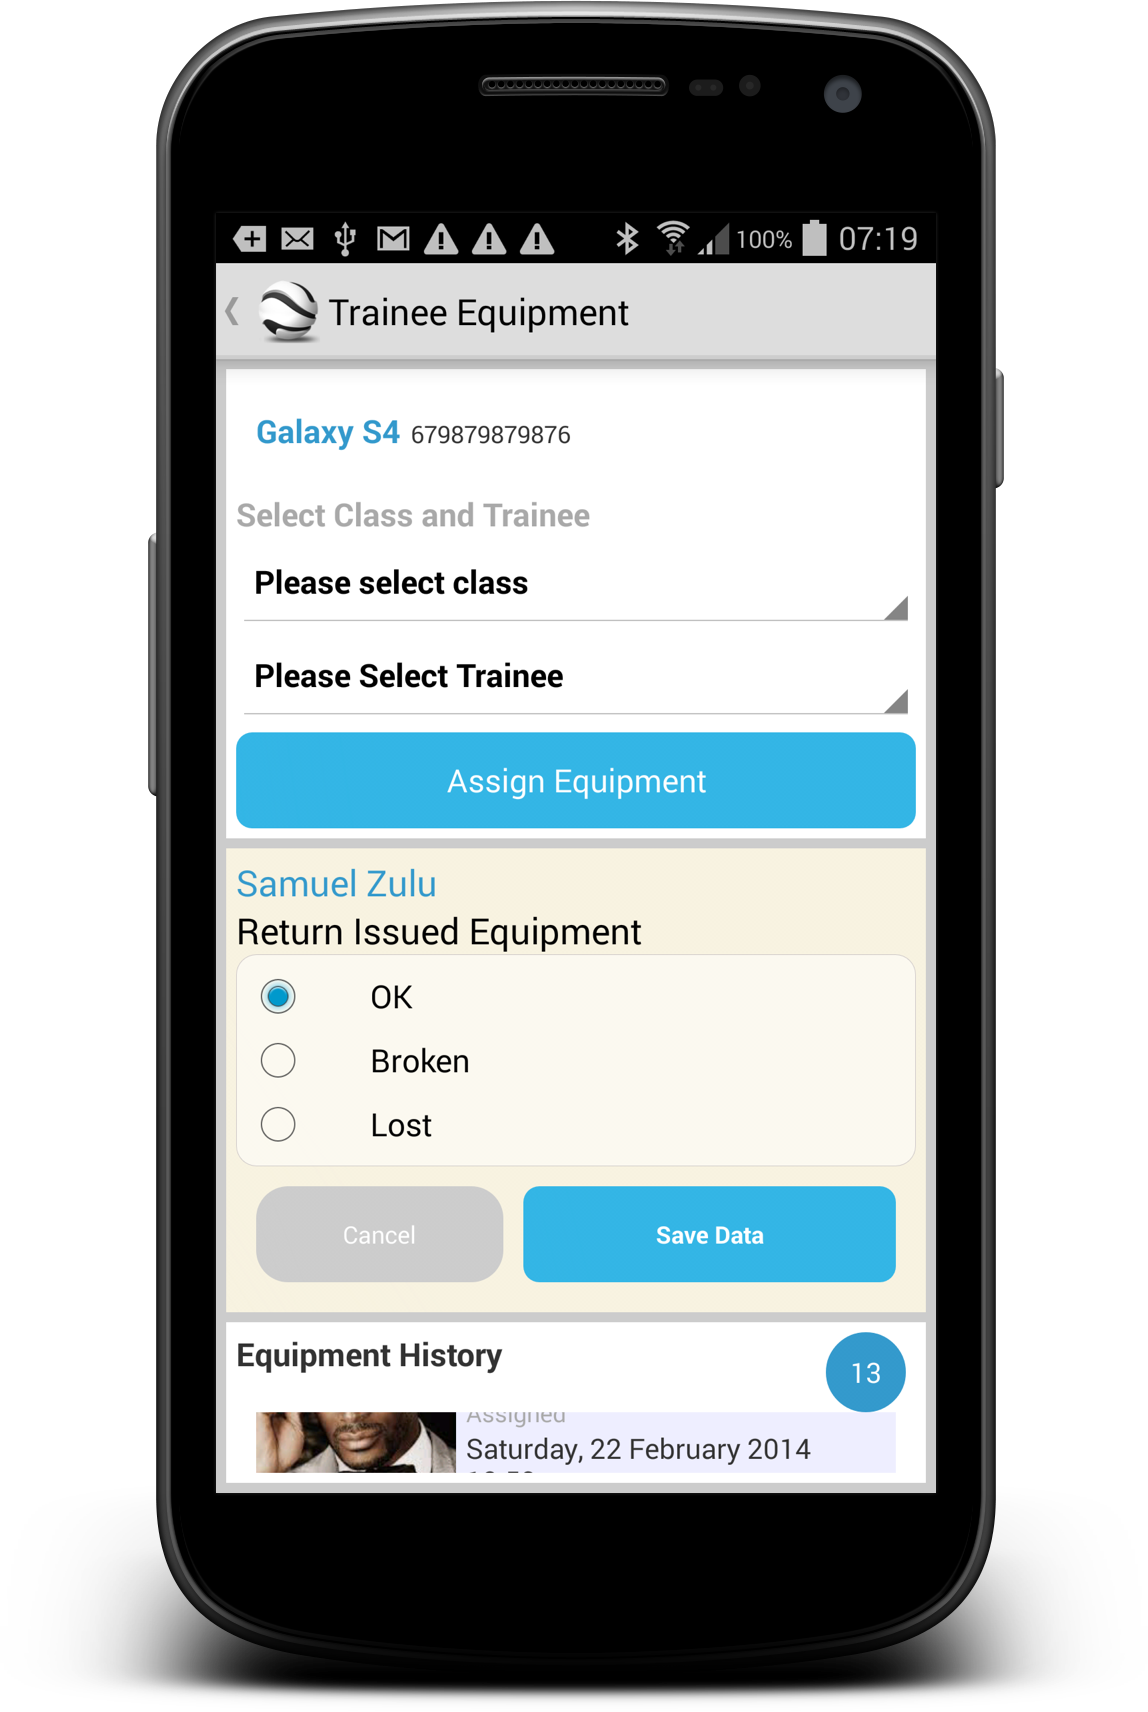 100% 07:19
Trainee Equipment
Galaxy S4 679879879876
Select Class and Trainee
Please select class
Please Select Trainee
Assign Equipment
Samuel Zulu
Return Issued Equipment
OK
Broken
Lost
Cancel Save Data
Equipment History
13
Assigned
Saturday, 22 February 2014